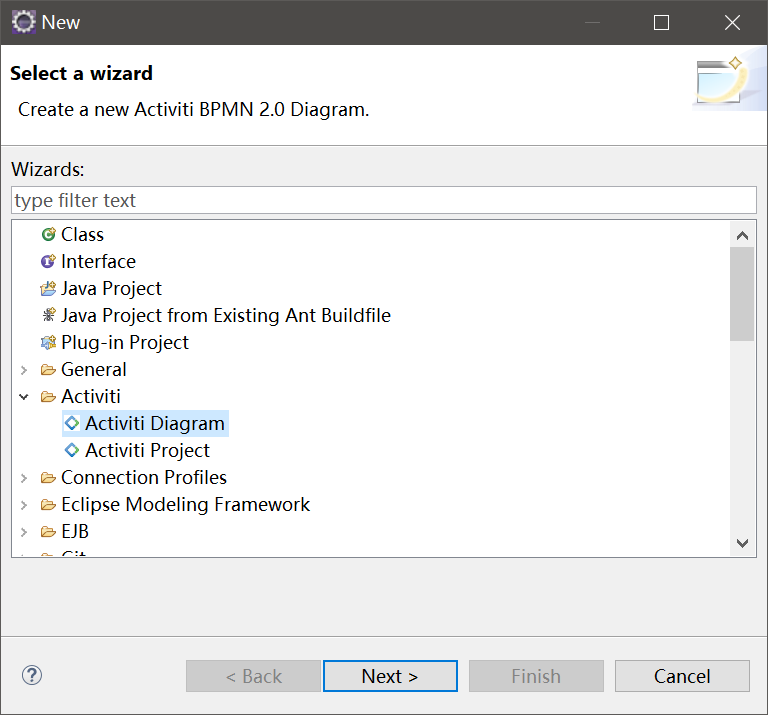 New
Select a wizard
Create a new Activiti BPMN 2.0 Diagram.
Wizards:
type filter text
Class
Interface
Java Project
Java Project from Existing Ant Buildfile
Plug-in Project
General
Activiti
Activiti Diagram
Activiti Project
Connection Profiles
Eclipse Modeling Framework
EJB
Git
< Back
Next >
Finish
Cancel